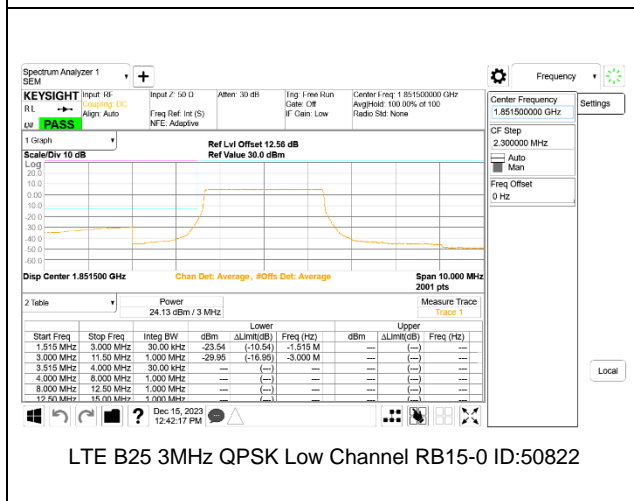 Spectrum Analyzer 1
SEM
Frequency
KEYSIGHT
RL
PASS
Input: RF
Coupling: DC
Align: Auto
Input Z: 50 Ω
Freq Ref: Int (S)
NFE: Adaptive
Atten: 30 dB
Trig: Free Run
Gate: Off
IF Gain: Low
Center Freq: 1.851500000 GHz
Avg|Hold: 100.00% of 100
Radio Std: None
Center Frequency
1.851500000 GHz
Settings
CF Step
2.300000 MHz
Auto
Man
Freq Offset
0 Hz
Local
1 Graph
Scale/Div 10 dB
Ref Lvl Offset 12.56 dB
Ref Value 30.0 dBm
Log
20.0
10.0
0.00
-10.0
-20.0
-30.0
-40.0
-50.0
-60.0
Disp Center 1.851500 GHz
Chan Det: Average , #Offs Det: Average
Span 10.000 MHz
2001 pts
2 Table
Power
24.13 dBm / 3 MHz
Measure Trace
Trace 1
Lower Upper
Start Freq Stop Freq Integ BW dBm ΔLimit(dB) Freq (Hz) dBm ΔLimit(dB) Freq (Hz)
1.515 MHz 3.000 MHz 30.00 kHz -23.54 (-10.54) -1.515 M --- (---) ---
3.000 MHz 11.50 MHz 1.000 MHz -29.95 (-16.95) -3.000 M --- (---) ---
3.515 MHz 4.000 MHz 30.00 kHz --- (---) --- --- (---) ---
4.000 MHz 8.000 MHz 1.000 MHz --- (---) --- --- (---) ---
8.000 MHz 12.50 MHz 1.000 MHz --- (---) --- --- (---) ---
12.50 MHz 15.00 MHz 1.000 MHz --- (---) --- --- (---) ---
Dec 15, 2023
12:42:17 PM
LTE B25 3MHz QPSK Low Channel RB15-0 ID:50822